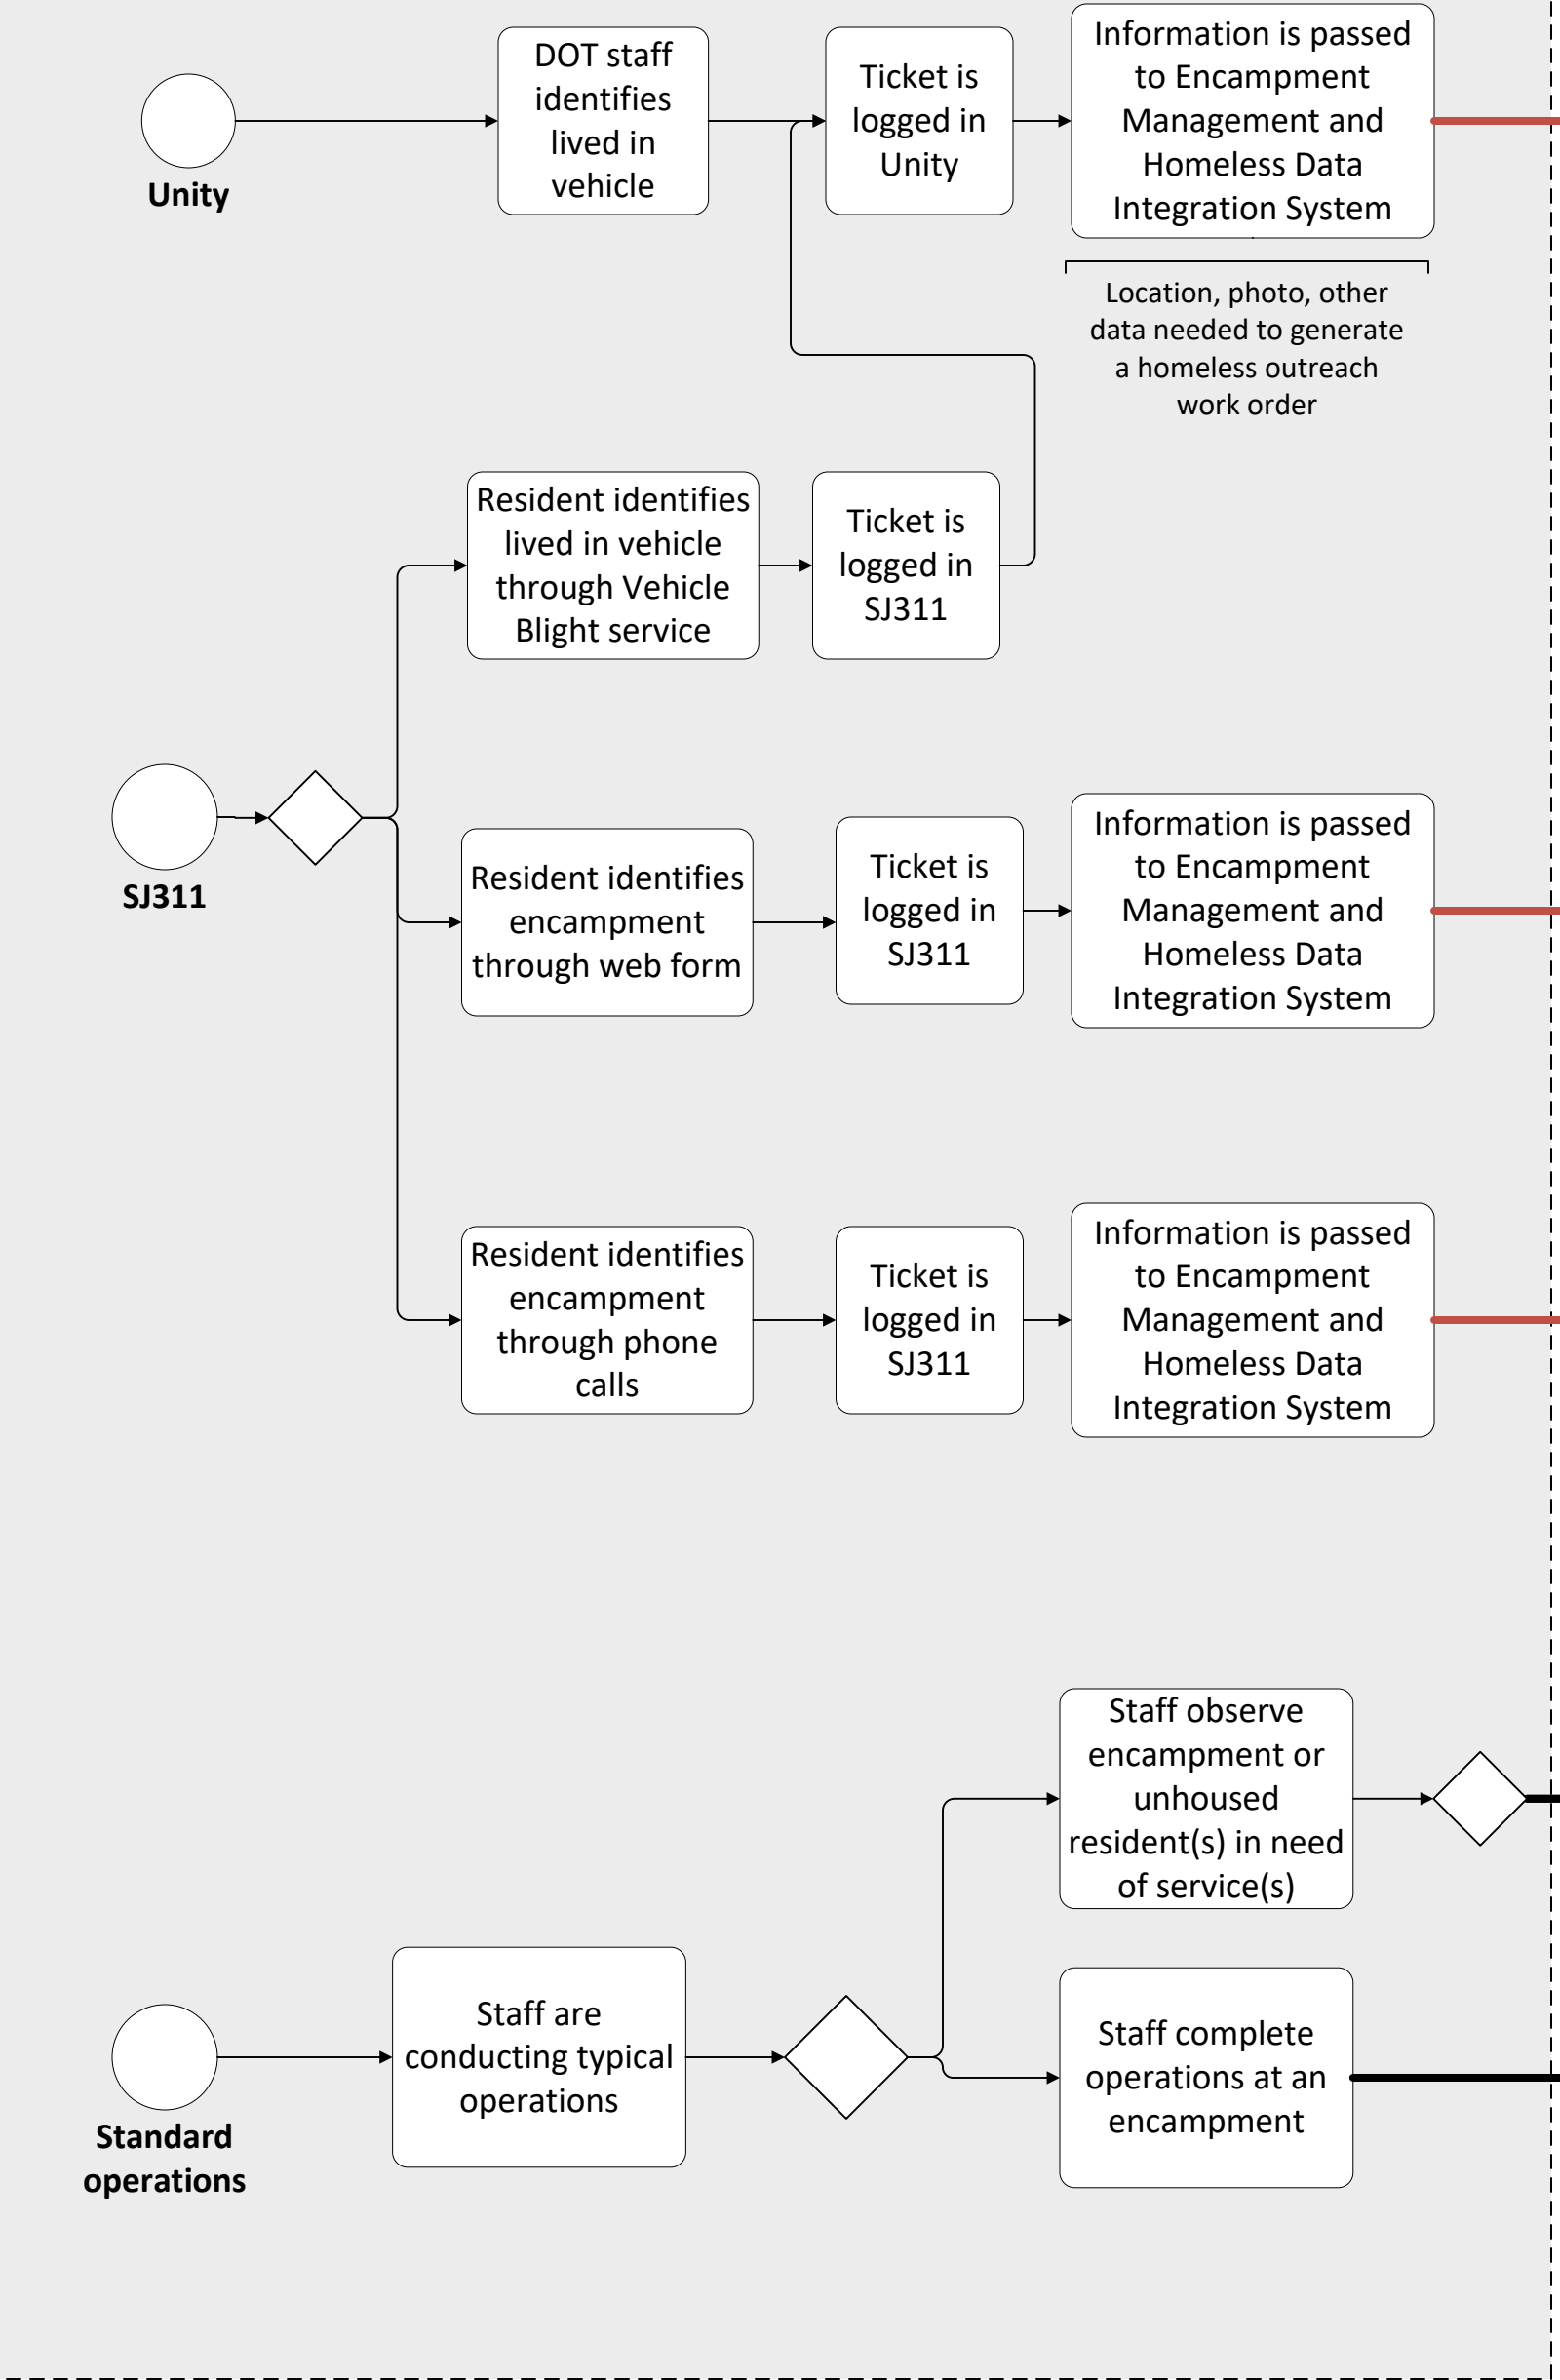 Unity
DOT staff
identifies
lived in
vehicle
Ticket is
logged in
Unity
Information is passed
to Encampment
Management and
Homeless Data
Integration System
Location, photo, other
data needed to generate
a homeless outreach
work order
Resident identifies
lived in vehicle
through Vehicle
Blight service
Ticket is
logged in
SJ311
SJ311
Resident identifies
encampment
through web form
Ticket is
logged in
SJ311
Information is passed
to Encampment
Management and
Homeless Data
Integration System
Resident identifies
encampment
through phone
calls
Ticket is
logged in
SJ311
Information is passed
to Encampment
Management and
Homeless Data
Integration System
Staff observe
encampment or
unhoused
resident(s) in need
of service(s)
Standard
operations
Staff are
conducting typical
operations
Staff complete
operations at an
encampment